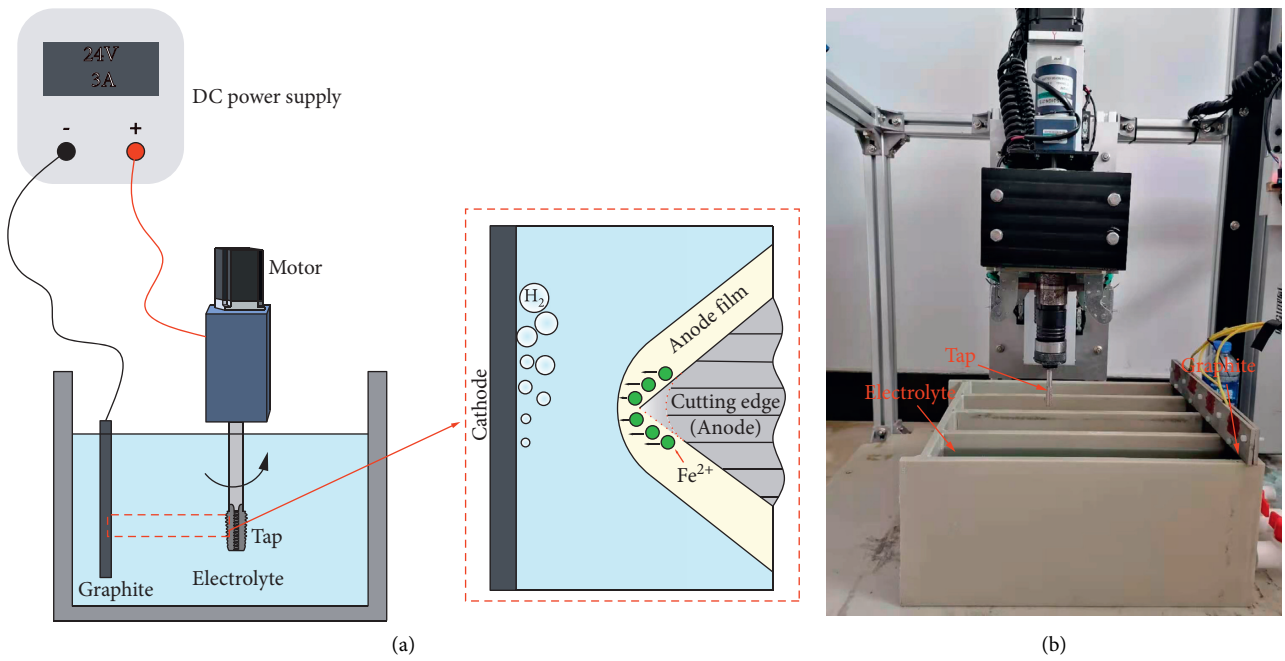 24V
3A
DC power supply
-
+
Motor
Tap
Electrolyte
Graphite
Cathode
H₂
Anode film
Cutting edge
(Anode)
Fe²⁺
(a)
Y
Tap
Graphite
Electrolyte
(b)